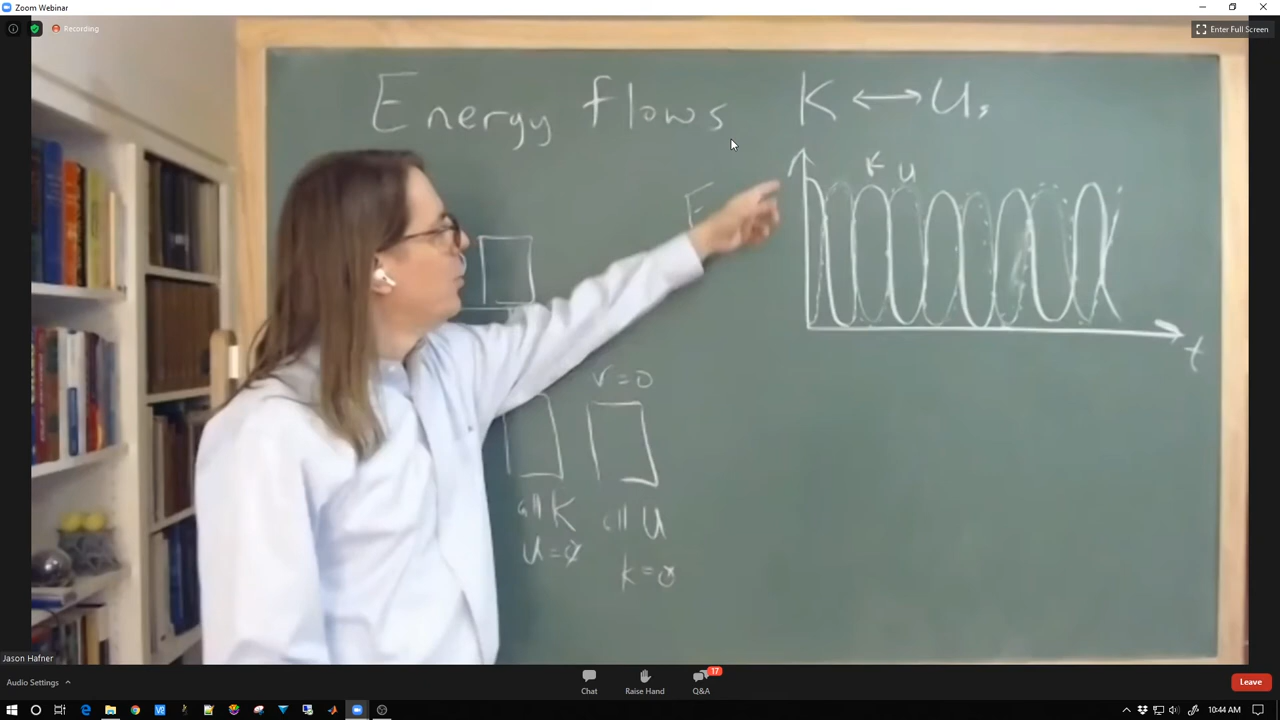 Zoom Webinar
Recording
Enter Full Screen
Energy flows K ↔ Us
E
K U
t
v=0
all K
all U
U=0
K=0
Jason Hafner
Audio Settings
Chat
Raise Hand
Q&A
17
Leave
10:44 AM